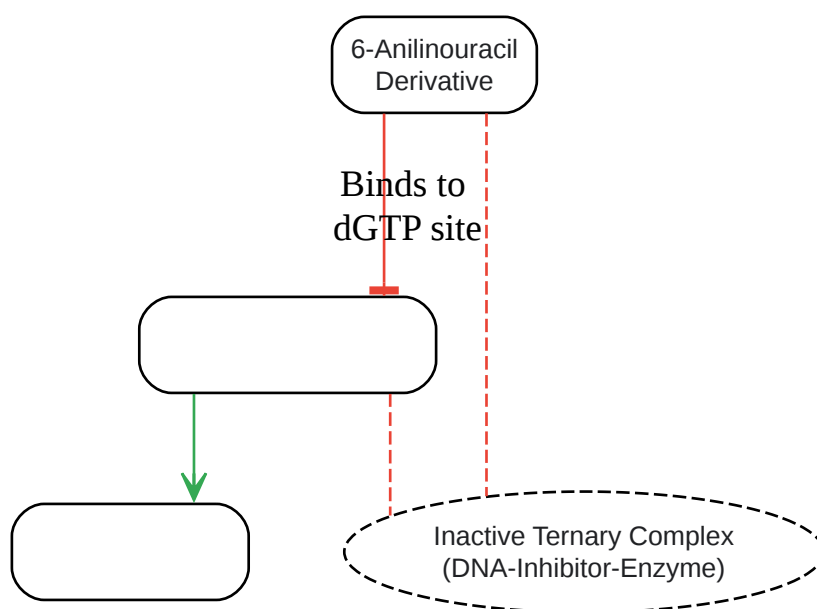 6-Anilinouracil
Derivative
Binds to
dGTP site
Inactive Ternary Complex
(DNA-Inhibitor-Enzyme)